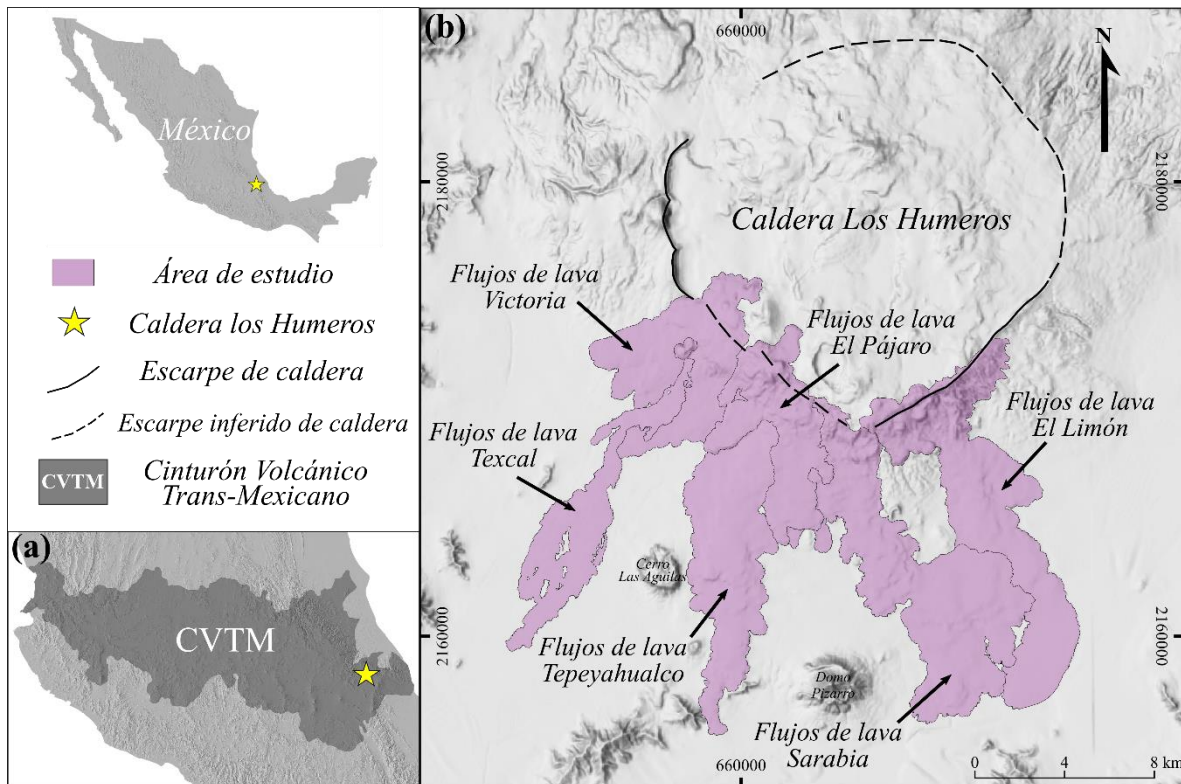 México
Área de estudio
Caldera los Humeros
Escarpe de caldera
Escarpe inferido de caldera
CVTM
Cinturón Volcánico
Trans-Mexicano
(a)
CVTM
(b)
660000
N
2180000
2180000
Caldera Los Humeros
Flujos de lava
Victoria
Flujos de lava
El Pájaro
Flujos de lava
El Limón
Flujos de lava
Texcal
Cerro
Las Aguilas
Flujos de lava
Tepeyahualco
Domo
Pizarro
Flujos de lava
Sarabia
2160000
2160000
660000
0 4 8 km